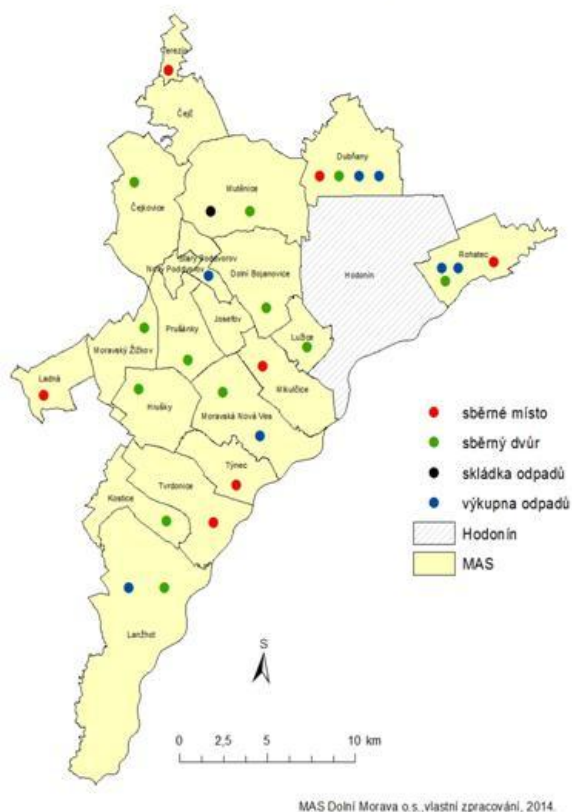 Terezín
Čejč
Dubňany
Mutěnice
Čejkovice
Rohatec
Starý Poddvorov
Nový Poddvorov
Dolní Bojanovice
Hodonín
Josefov
Prušánky
Lužice
Moravský Žižkov
Ladná
Mikulčice
Hrušky
Moravská Nová Ves
sběrné místo
sběrný dvůr
skládka odpadů
výkupna odpadů
Hodonín
MAS
Týnec
Tvrdonice
Kostice
Lanžhot
S
0 2,5 5 10 km
MAS Dolní Morava o.s.,vlastní zpracování, 2014.